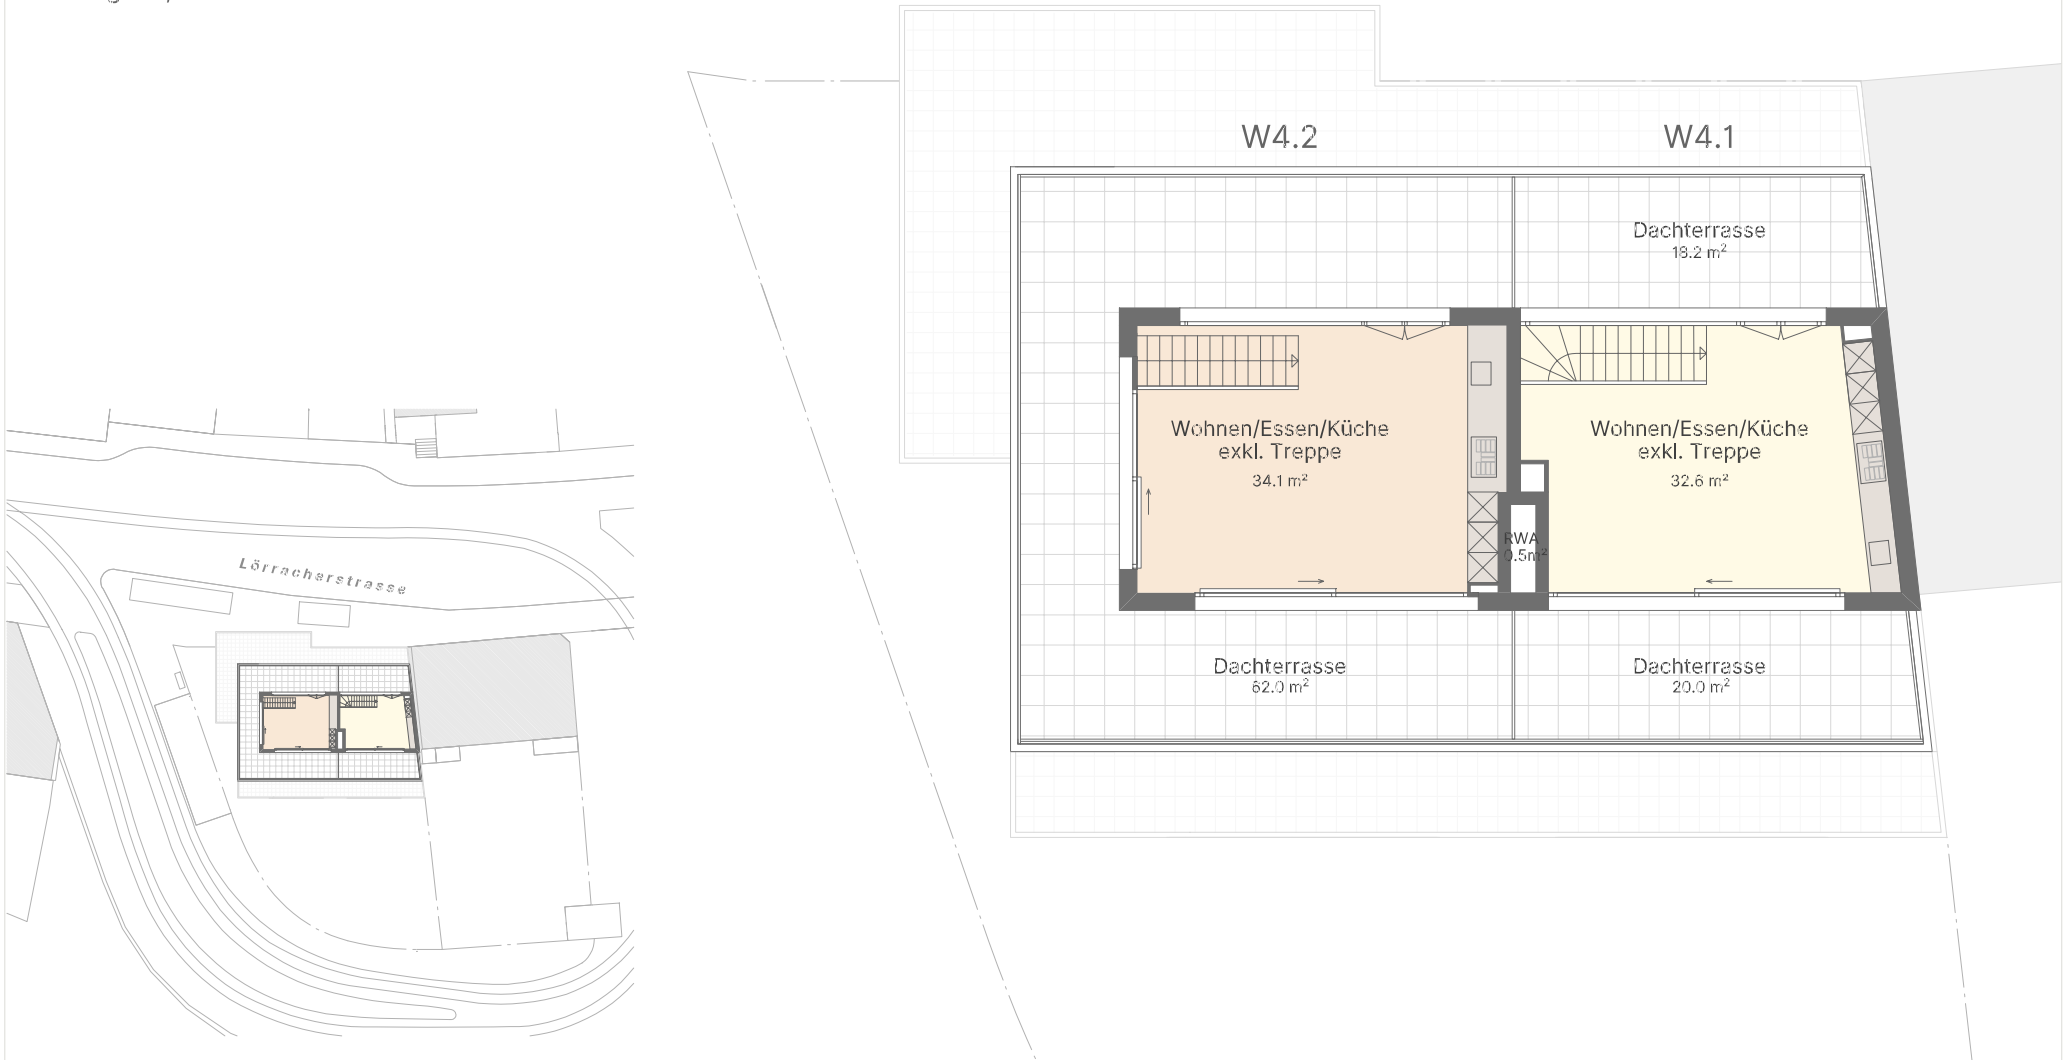 W4.2
W4.1
Dachterrasse
18.2 m²
Wohnen/Essen/Küche
exkl. Treppe
34.1 m²
Wohnen/Essen/Küche
exkl. Treppe
32.6 m²
RWA
0.5m²
Lörracherstrasse
Dachterrasse
62.0 m²
Dachterrasse
20.0 m²